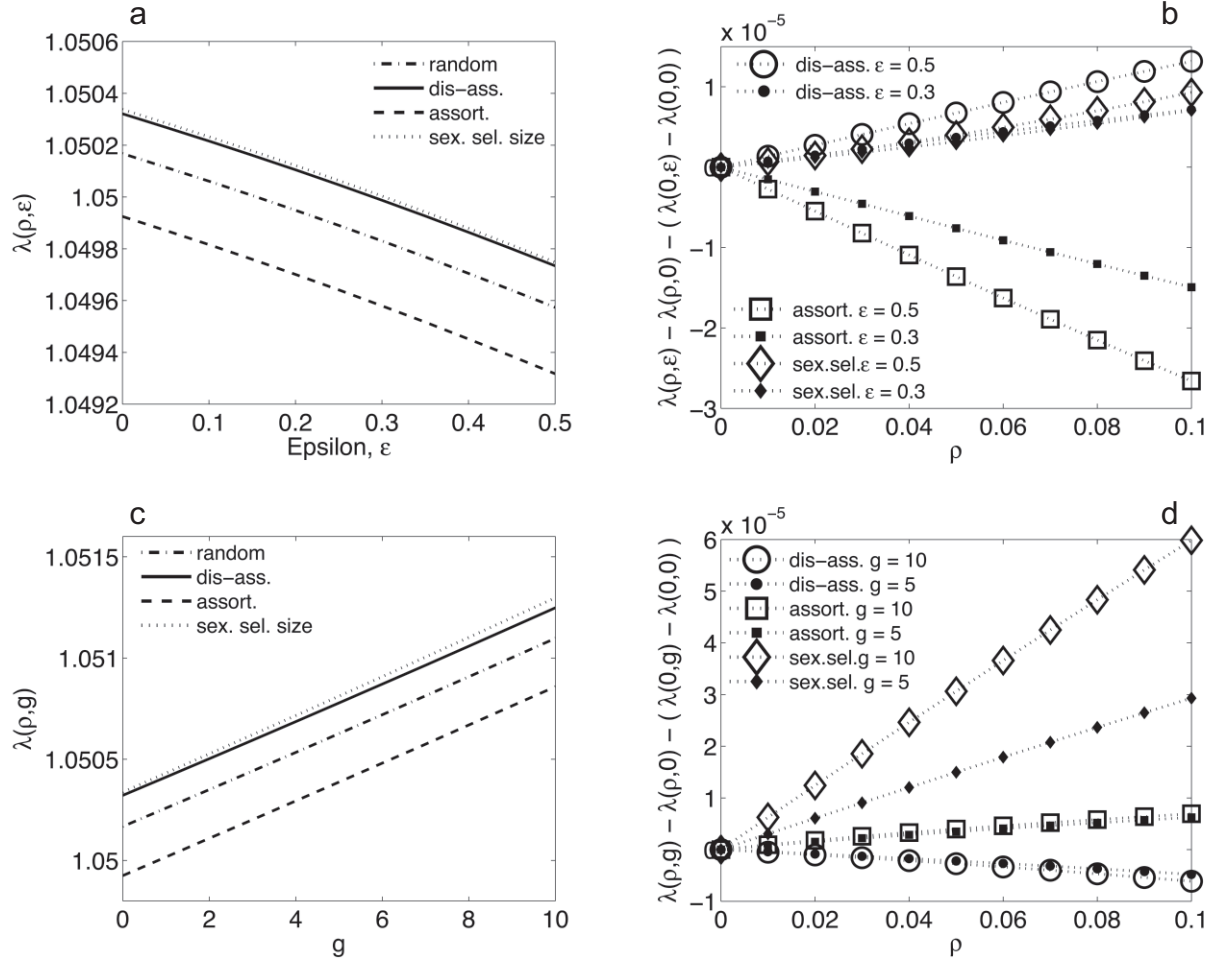 a
1.0506
1.0504
1.0502
1.05
1.0498
1.0496
1.0494
1.0492
λ(ρ,ε)
random
dis-ass.
assort.
sex. sel. size
0 0.1 0.2 0.3 0.4 0.5
Epsilon, ε
b
x 10⁻⁵
1
0
-1
-2
-3
λ(ρ,ε) − λ(ρ,0) − ( λ(0,ε) − λ(0,0) )
dis−ass. ε = 0.5
dis−ass. ε = 0.3
assort. ε = 0.5
assort. ε = 0.3
sex.sel.ε = 0.5
sex.sel.ε = 0.3
0 0.02 0.04 0.06 0.08 0.1
ρ
c
1.0515
1.051
1.0505
1.05
λ(ρ,g)
random
dis-ass.
assort.
sex. sel. size
0 2 4 6 8 10
g
d
x 10⁻⁵
6
5
4
3
2
1
0
-1
λ(ρ,g) − λ(ρ,0) − ( λ(0,g) − λ(0,0) )
dis−ass. g = 10
dis−ass. g = 5
assort. g = 10
assort. g = 5
sex.sel.g = 10
sex.sel. g = 5
0 0.02 0.04 0.06 0.08 0.1
ρ